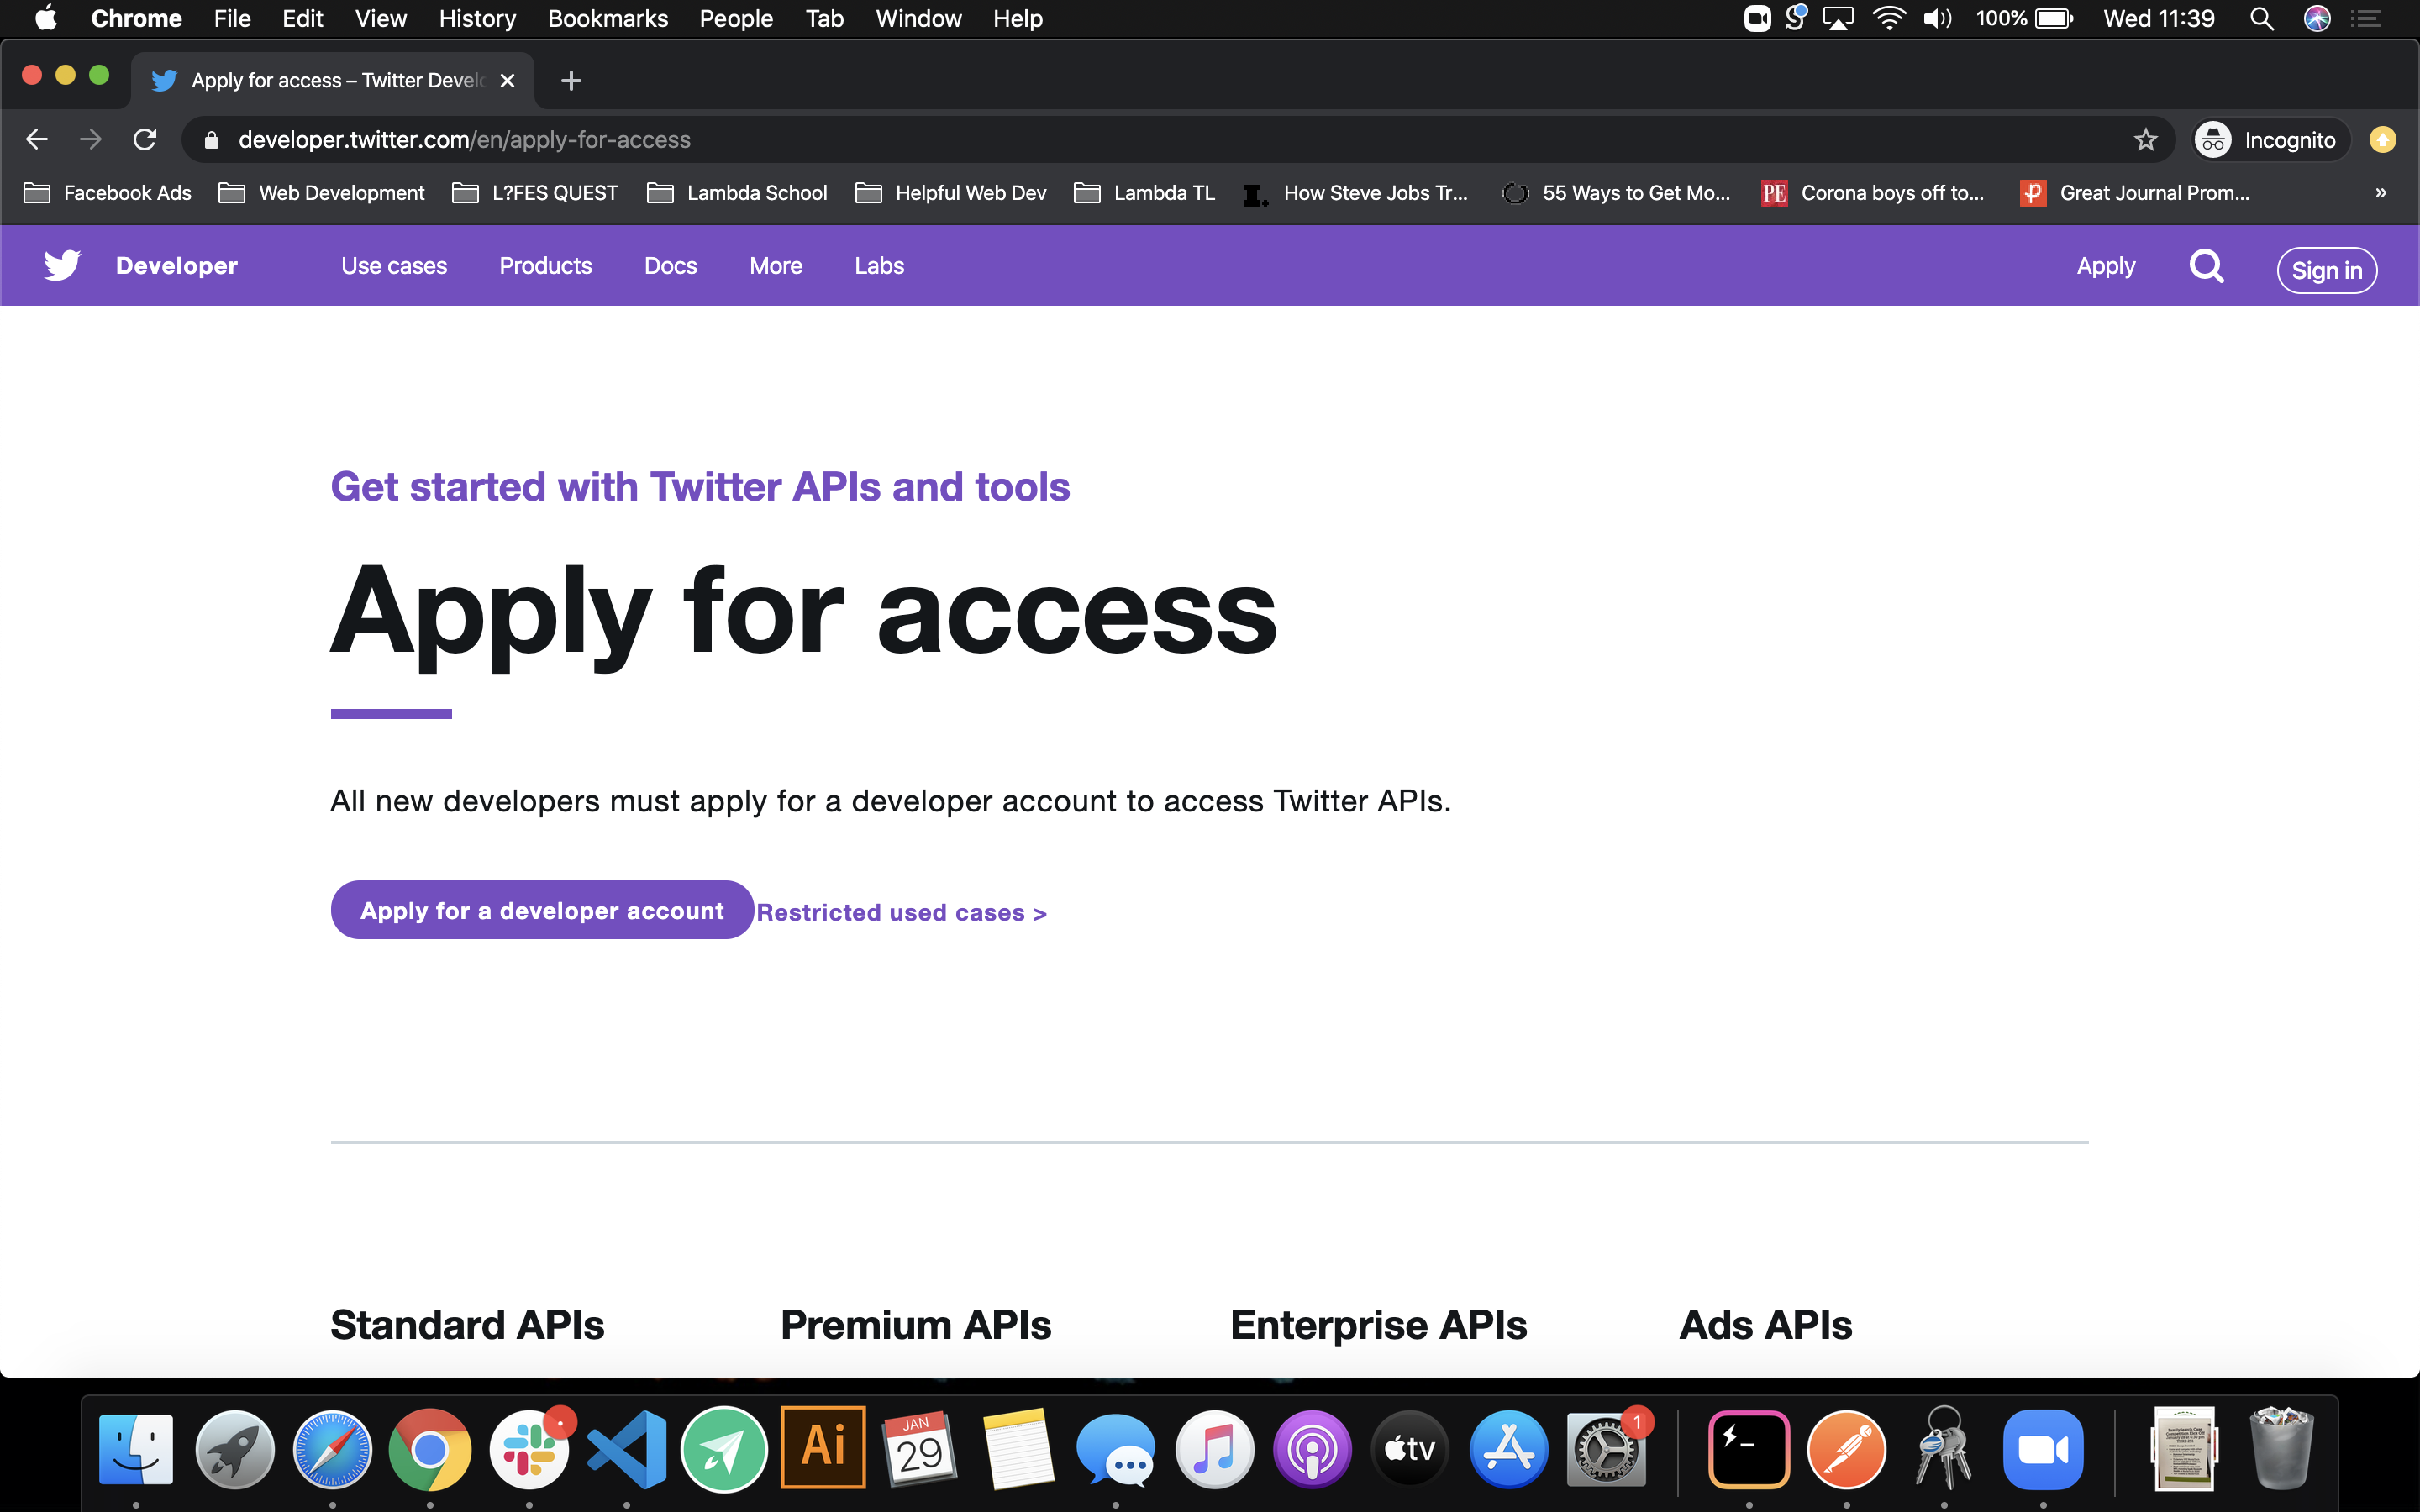 Chrome File Edit View History Bookmarks People Tab Window Help 100% Wed 11:39
Apply for access – Twitter Devel
developer.twitter.com/en/apply-for-access Incognito
Facebook Ads Web Development L?FES QUEST Lambda School Helpful Web Dev Lambda TL How Steve Jobs Tr... 55 Ways to Get Mo... PE Corona boys off to... Great Journal Prom... »
Developer Use cases Products Docs More Labs Apply Sign in
Get started with Twitter APIs and tools
Apply for access
All new developers must apply for a developer account to access Twitter APIs.
Apply for a developer account Restricted used cases >
Standard APIs Premium APIs Enterprise APIs Ads APIs
Ai JAN 29 tv 1